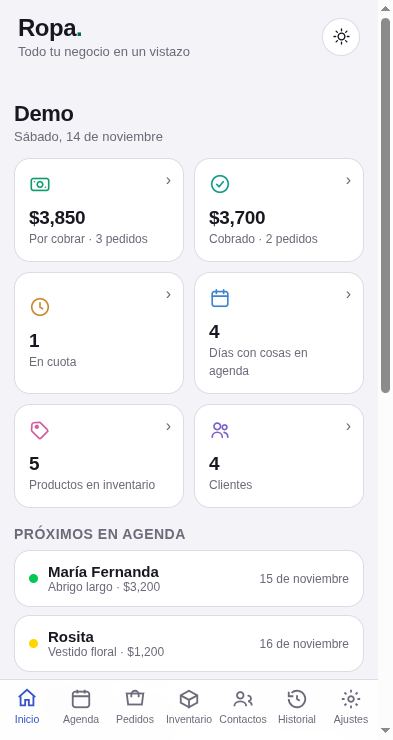 Ropa.
Todo tu negocio en un vistazo
Demo
Sábado, 14 de noviembre
$3,850
Por cobrar · 3 pedidos
$3,700
Cobrado · 2 pedidos
1
En cuota
4
Días con cosas en
agenda
5
Productos en inventario
4
Clientes
PRÓXIMOS EN AGENDA
María Fernanda
Abrigo largo · $3,200
15 de noviembre
Rosita
Vestido floral · $1,200
16 de noviembre
Inicio
Agenda
Pedidos
Inventario
Contactos
Historial
Ajustes